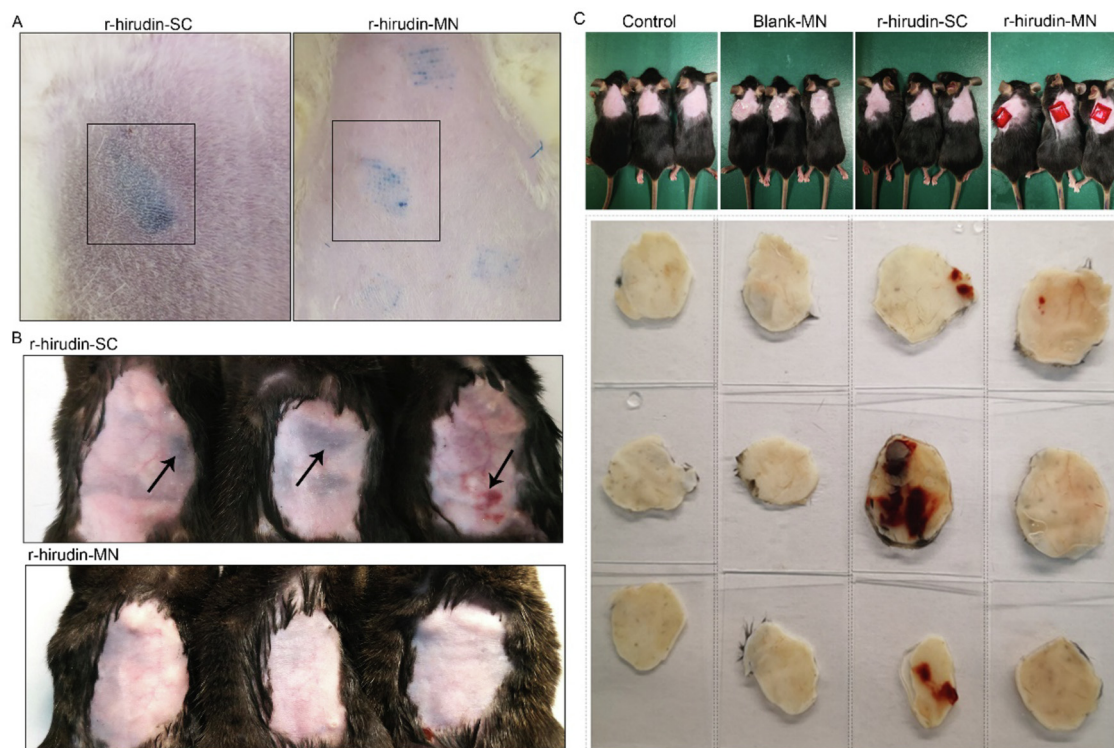 A
r-hirudin-SC
r-hirudin-MN
B
r-hirudin-SC
r-hirudin-MN
C
Control
Blank-MN
r-hirudin-SC
r-hirudin-MN